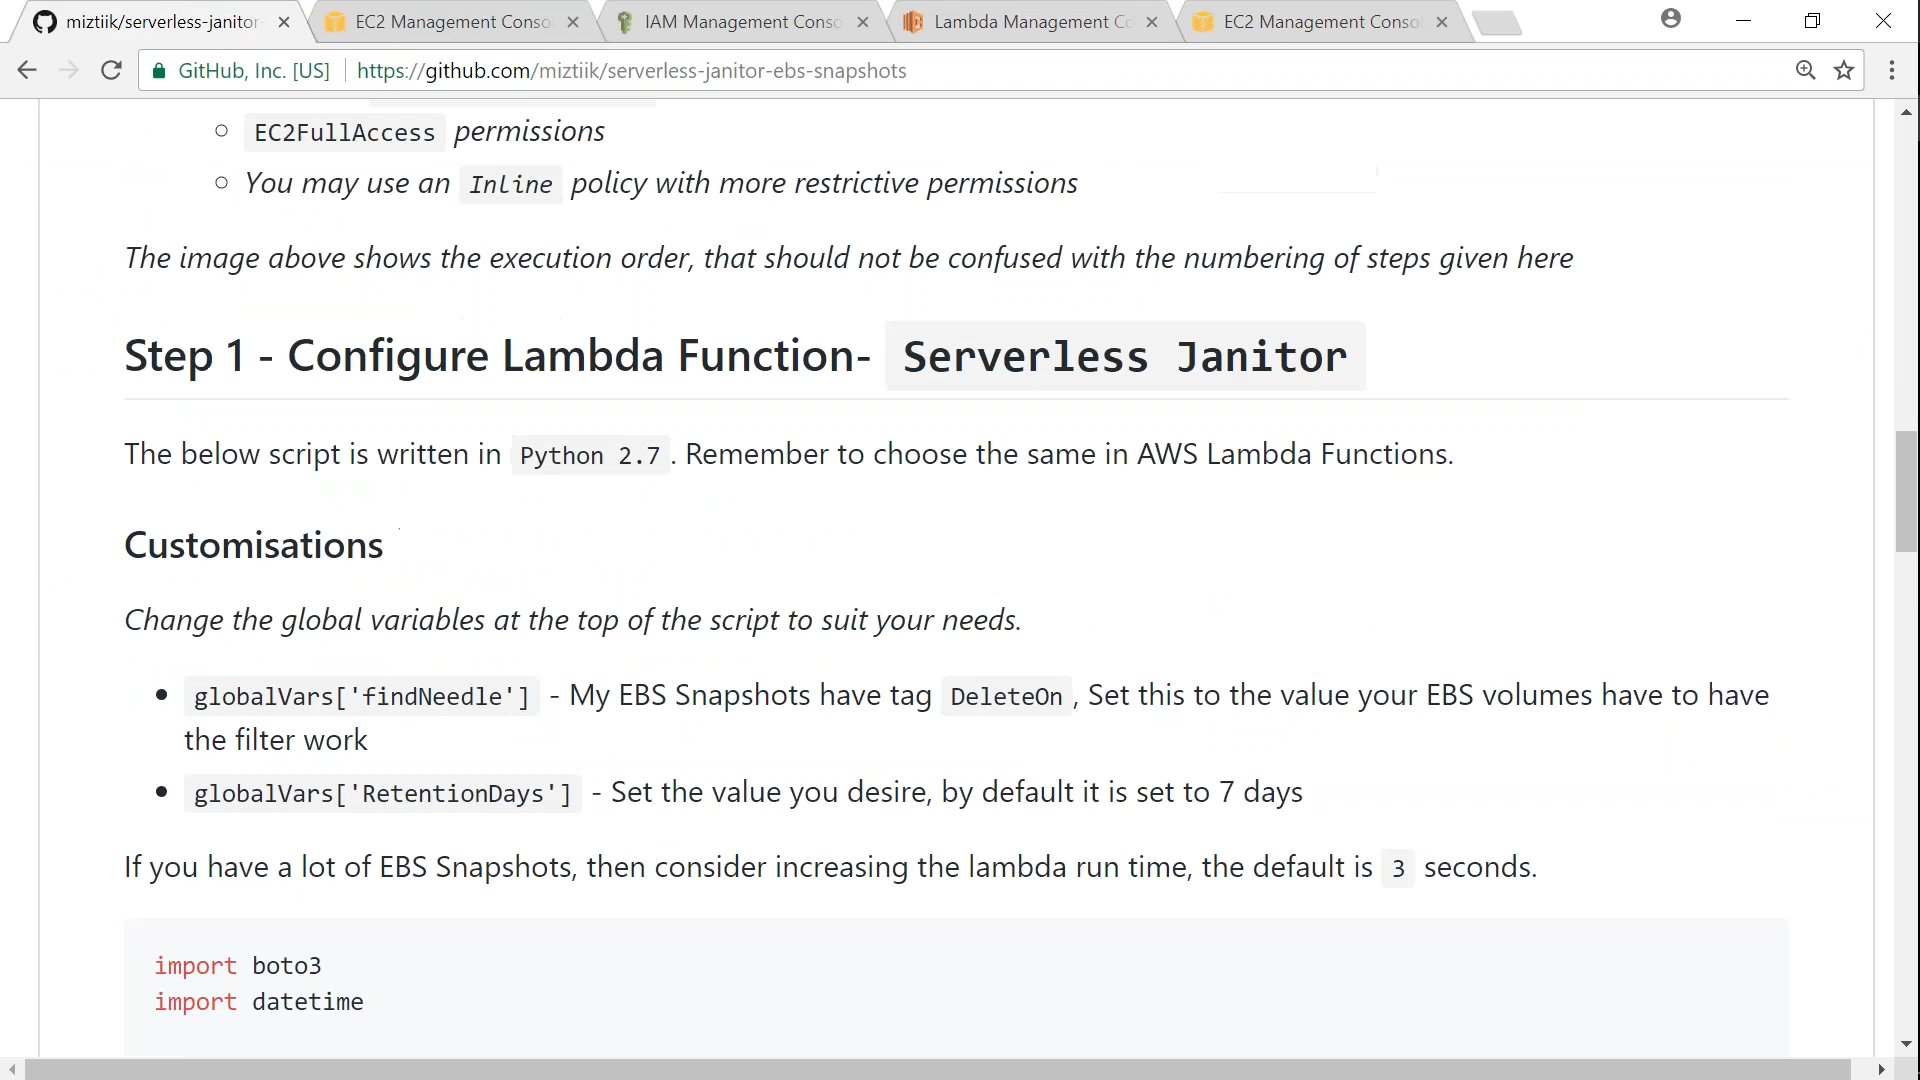 miztiik/serverless-janitor-
EC2 Management Conso
IAM Management Conso
Lambda Management Co
EC2 Management Conso
GitHub, Inc. [US]
https://github.com/miztiik/serverless-janitor-ebs-snapshots
EC2FullAccess permissions
You may use an Inline policy with more restrictive permissions
The image above shows the execution order, that should not be confused with the numbering of steps given here
Step 1 - Configure Lambda Function- Serverless Janitor
The below script is written in Python 2.7. Remember to choose the same in AWS Lambda Functions.
Customisations
Change the global variables at the top of the script to suit your needs.
globalVars['findNeedle'] - My EBS Snapshots have tag DeleteOn, Set this to the value your EBS volumes have to have
the filter work
globalVars['RetentionDays'] - Set the value you desire, by default it is set to 7 days
If you have a lot of EBS Snapshots, then consider increasing the lambda run time, the default is 3 seconds.
import boto3
import datetime